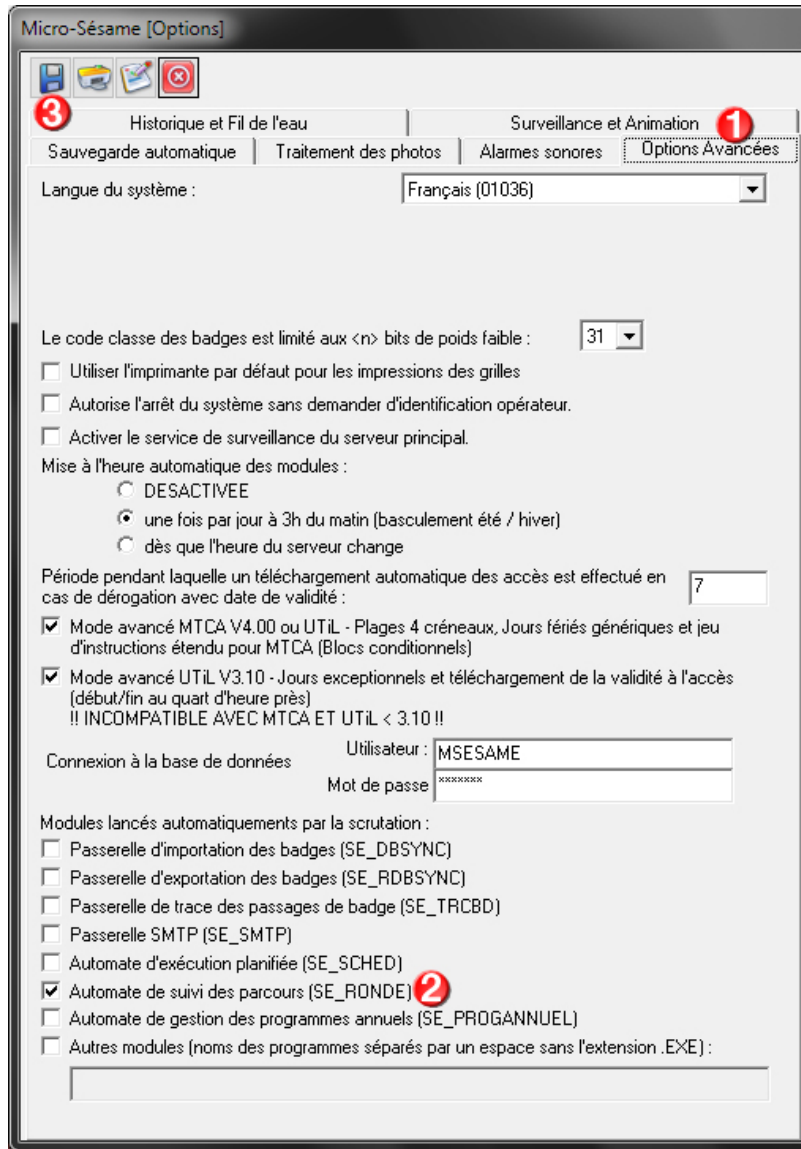 Micro-Sésame [Options]
3
Historique et Fil de l'eau
Surveillance et Animation
1
Sauvegarde automatique
Traitement des photos
Alarmes sonores
Options Avancées
Langue du système :
Français (01036)
Le code classe des badges est limité aux <n> bits de poids faible :
31
Utiliser l'imprimante par défaut pour les impressions des grilles
Autorise l'arrêt du système sans demander d'identification opérateur.
Activer le service de surveillance du serveur principal.
Mise à l'heure automatique des modules :
DESACTIVEE
une fois par jour à 3h du matin (basculement été / hiver)
dès que l'heure du serveur change
Période pendant laquelle un téléchargement automatique des accès est effectué en
cas de dérogation avec date de validité :
7
Mode avancé MTCA V4.00 ou UTiL - Plages 4 créneaux, Jours fériés génériques et jeu
d'instructions étendu pour MTCA (Blocs conditionnels)
Mode avancé UTiL V3.10 - Jours exceptionnels et téléchargement de la validité à l'accès
(début/fin au quart d'heure près)
!! INCOMPATIBLE AVEC MTCA ET UTiL < 3.10 !!
Connexion à la base de données
Utilisateur :
MSESAME
Mot de passe
*******
Modules lancés automatiquements par la scrutation :
Passerelle d'importation des badges (SE_DBSYNC)
Passerelle d'exportation des badges (SE_RDBSYNC)
Passerelle de trace des passages de badge (SE_TRCBD)
Passerelle SMTP (SE_SMTP)
Automate d'exécution planifiée (SE_SCHED)
Automate de suivi des parcours (SE_RONDE)
2
Automate de gestion des programmes annuels (SE_PROGANNUEL)
Autres modules (noms des programmes séparés par un espace sans l'extension .EXE) :